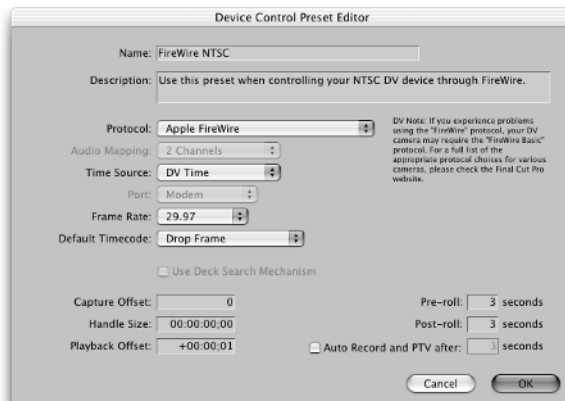 Device Control Preset Editor
Name: FireWire NTSC
Description: Use this preset when controlling your NTSC DV device through FireWire.
Protocol: Apple FireWire
Audio Mapping: 2 Channels
Time Source: DV Time
Port: Modem
Frame Rate: 29.97
Default Timecode: Drop Frame
DV Note: If you experience problems
using the "FireWire" protocol, your DV
camera may require the "FireWire Basic"
protocol. For a full list of the
appropriate protocol choices for various
cameras, please check the Final Cut Pro
website.
Use Deck Search Mechanism
Capture Offset: 0
Pre-roll: 3 seconds
Handle Size: 00:00:00;00
Post-roll: 3 seconds
Playback Offset: +00:00;01
Auto Record and PTV after: 3 seconds
Cancel
OK